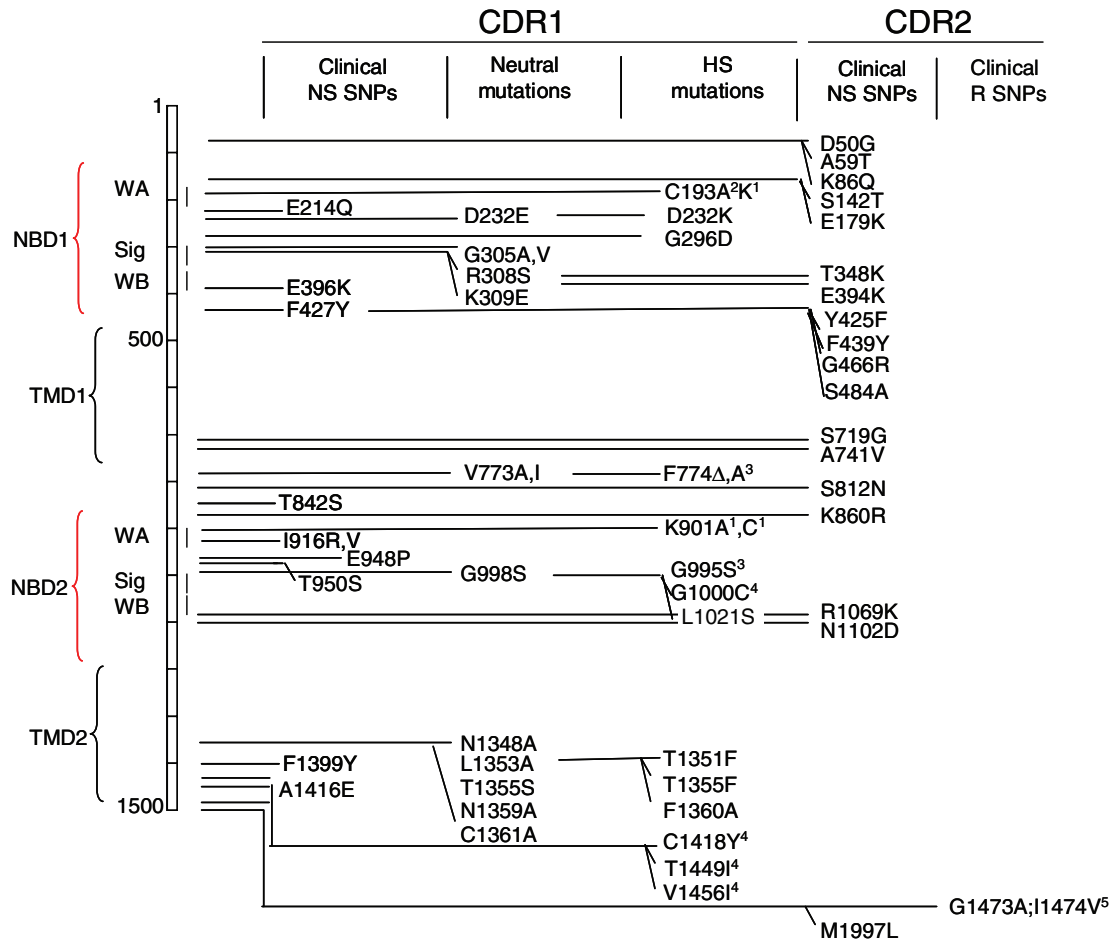 CDR1 CDR2
Clinical NS SNPs
Neutral mutations
HS mutations
Clinical NS SNPs
Clinical R SNPs
1
D50G
A59T
K86Q
WA
C193A²K¹
S142T
E214Q
D232E
D232K
E179K
NBD1
G296D
Sig
G305A,V
R308S
T348K
WB
E396K
K309E
E394K
F427Y
Y425F
500
F439Y
G466R
TMD1
S484A
S719G
A741V
V773A,I
F774Δ,A³
S812N
T842S
K860R
WA
K901A¹,C¹
I916R,V
E948P
G998S
G995S³
NBD2
Sig
T950S
G1000C⁴
WB
L1021S
R1069K
N1102D
TMD2
N1348A
F1399Y
L1353A
T1351F
A1416E
T1355S
T1355F
1500
N1359A
F1360A
C1361A
C1418Y⁴
T1449I⁴
V1456I⁴
G1473A;I1474V⁵
M1997L